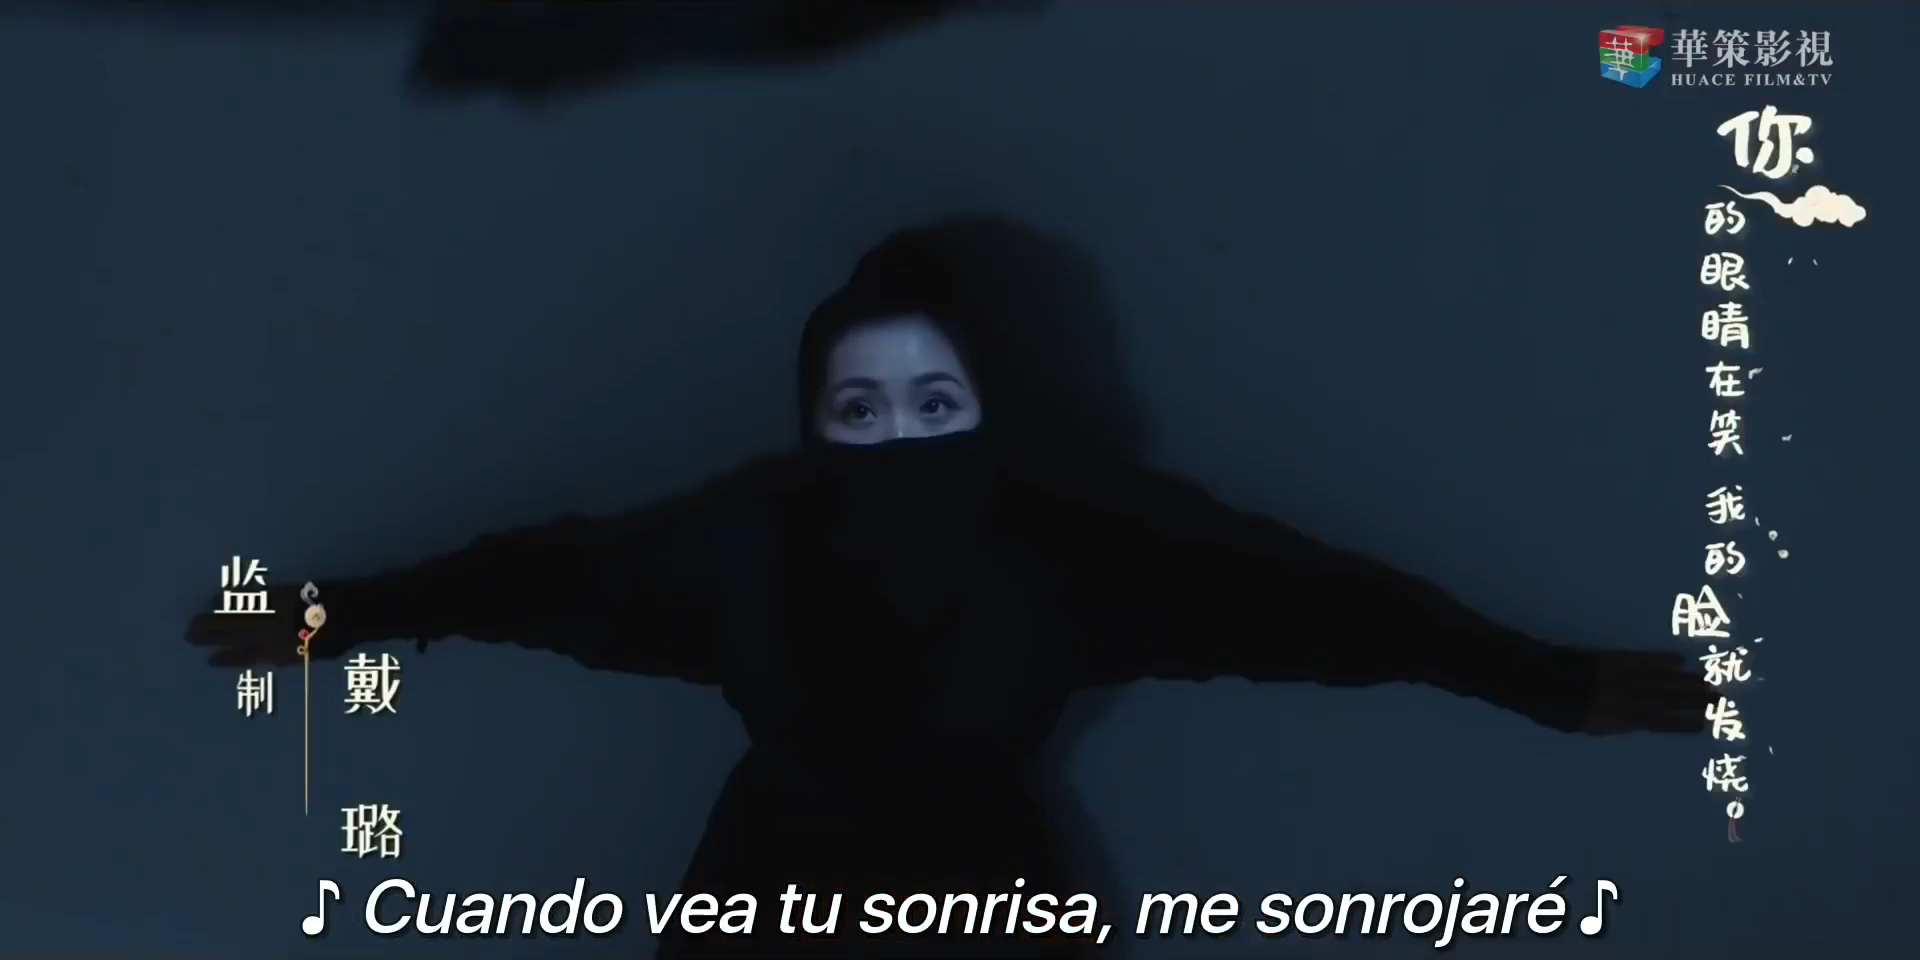 華策影視
HUACE FILM&TV
你的眼睛在笑 我的脸就发烧。
监制
戴璐
♪ Cuando vea tu sonrisa, me sonrojaré ♪